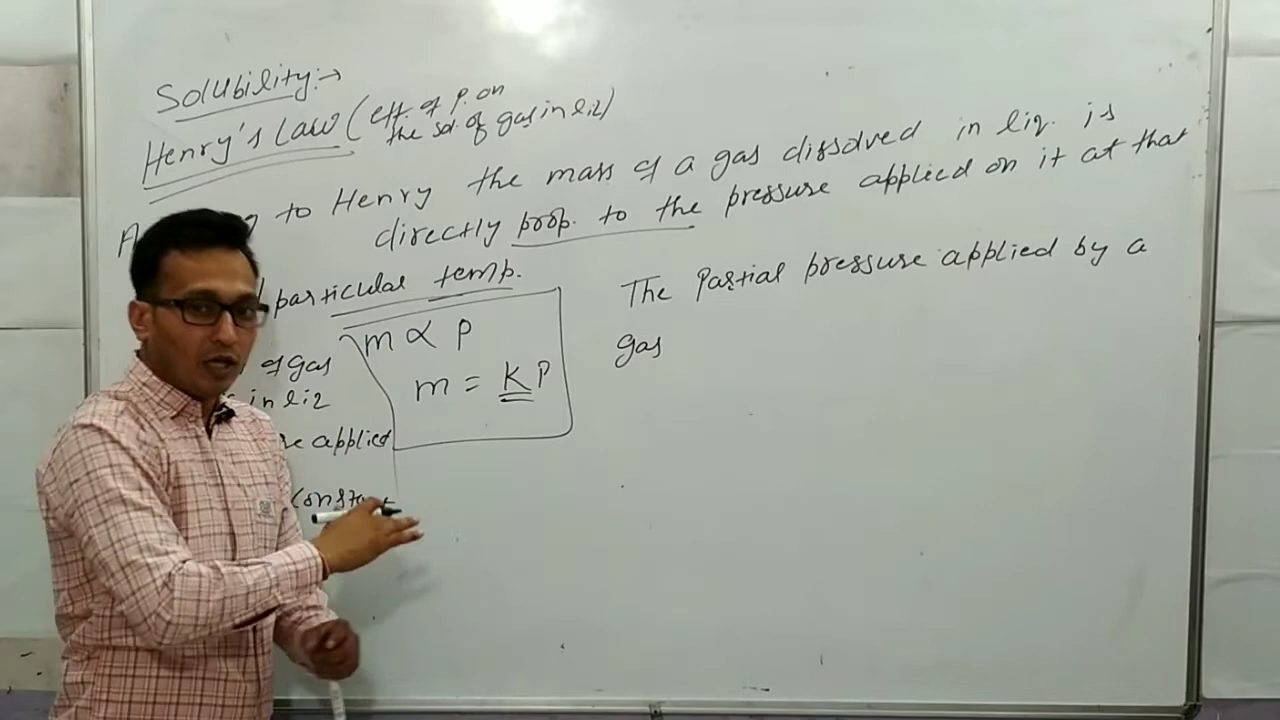 Solubility:→
Henry's Law (eff. of P. on
the sol. of gas in liq)
to Henry the mass of a gas dissolved in liq. is
directly prop. to the pressure applied on it at that
particular temp.
m ∝ P
m = KP
of gas
in liq
applied
The Partial pressure applied by a
gas